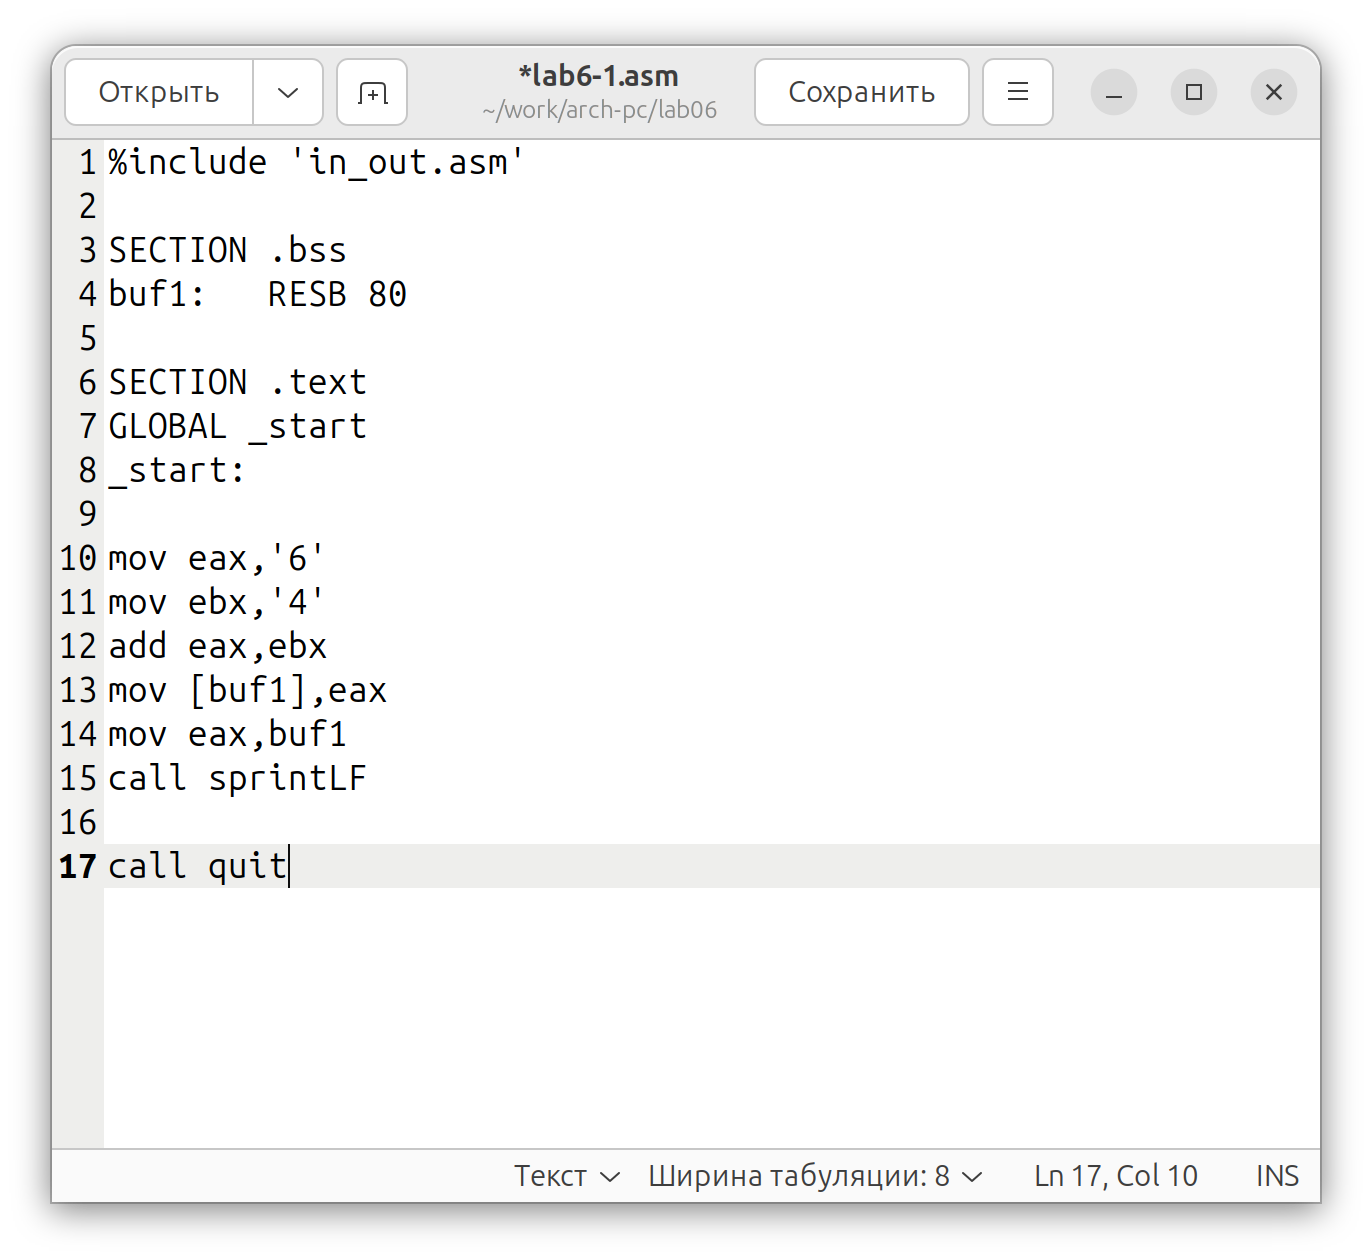 Открыть
*lab6-1.asm
~/work/arch-pc/lab06
Сохранить
1 %include 'in_out.asm'
2
3 SECTION .bss
4 buf1:   RESB 80
5
6 SECTION .text
7 GLOBAL _start
8 _start:
9
10 mov eax,'6'
11 mov ebx,'4'
12 add eax,ebx
13 mov [buf1],eax
14 mov eax,buf1
15 call sprintLF
16
17 call quit
Текст Ширина табуляции: 8 Ln 17, Col 10 INS